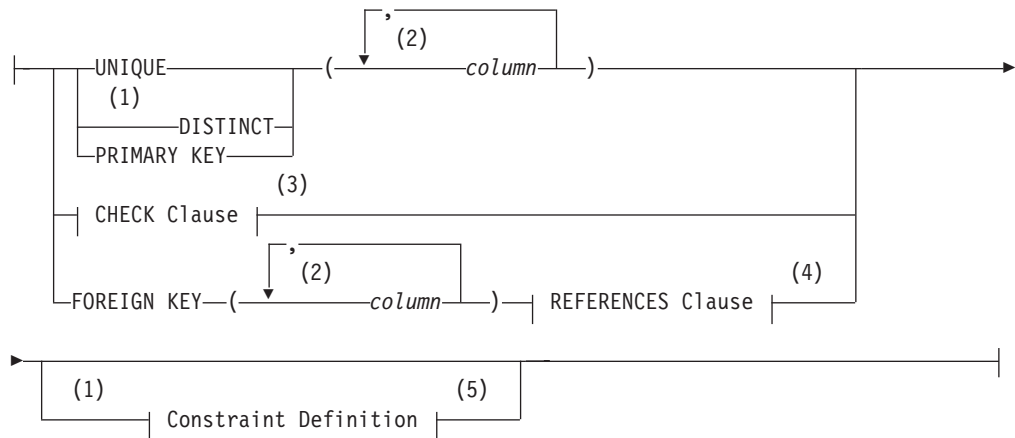 ,
(2)
UNIQUE ( column )
(1)
DISTINCT
PRIMARY KEY
(3)
CHECK Clause
,
(2)
(4)
FOREIGN KEY ( column ) REFERENCES Clause
(1) (5)
Constraint Definition